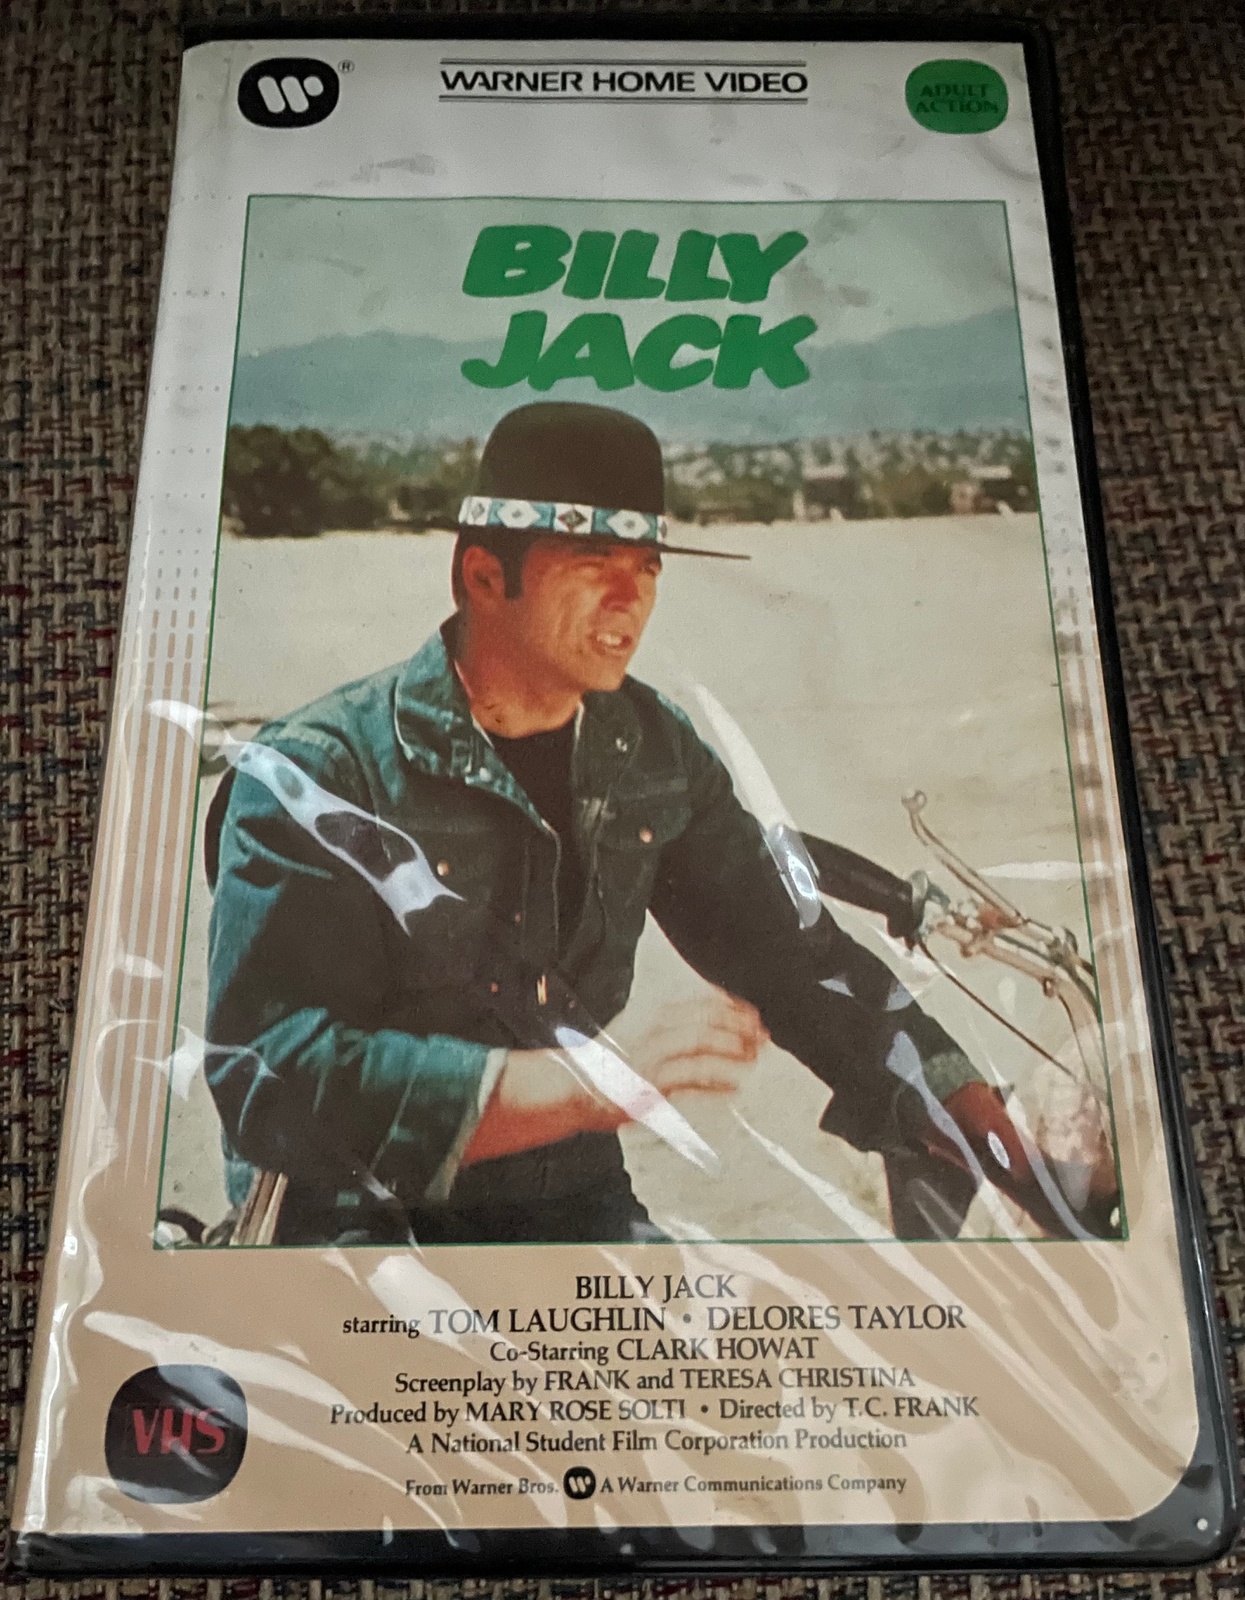 WARNER HOME VIDEO
ADULT
ACTION
BILLY
JACK
BILLY JACK
starring TOM LAUGHLIN • DELORES TAYLOR
Co-Starring CLARK HOWAT
Screenplay by FRANK and TERESA CHRISTINA
Produced by MARY ROSE SOLTI • Directed by T.C. FRANK
A National Student Film Corporation Production
From Warner Bros. A Warner Communications Company
VHS